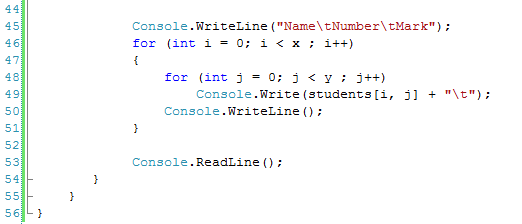 44
45 Console.WriteLine("Name\tNumber\tMark");
46 for (int i = 0; i < x ; i++)
47 {
48 for (int j = 0; j < y ; j++)
49 Console.Write(students[i, j] + "\t");
50 Console.WriteLine();
51 }
52
53 Console.ReadLine();
54 }
55 }
56 }